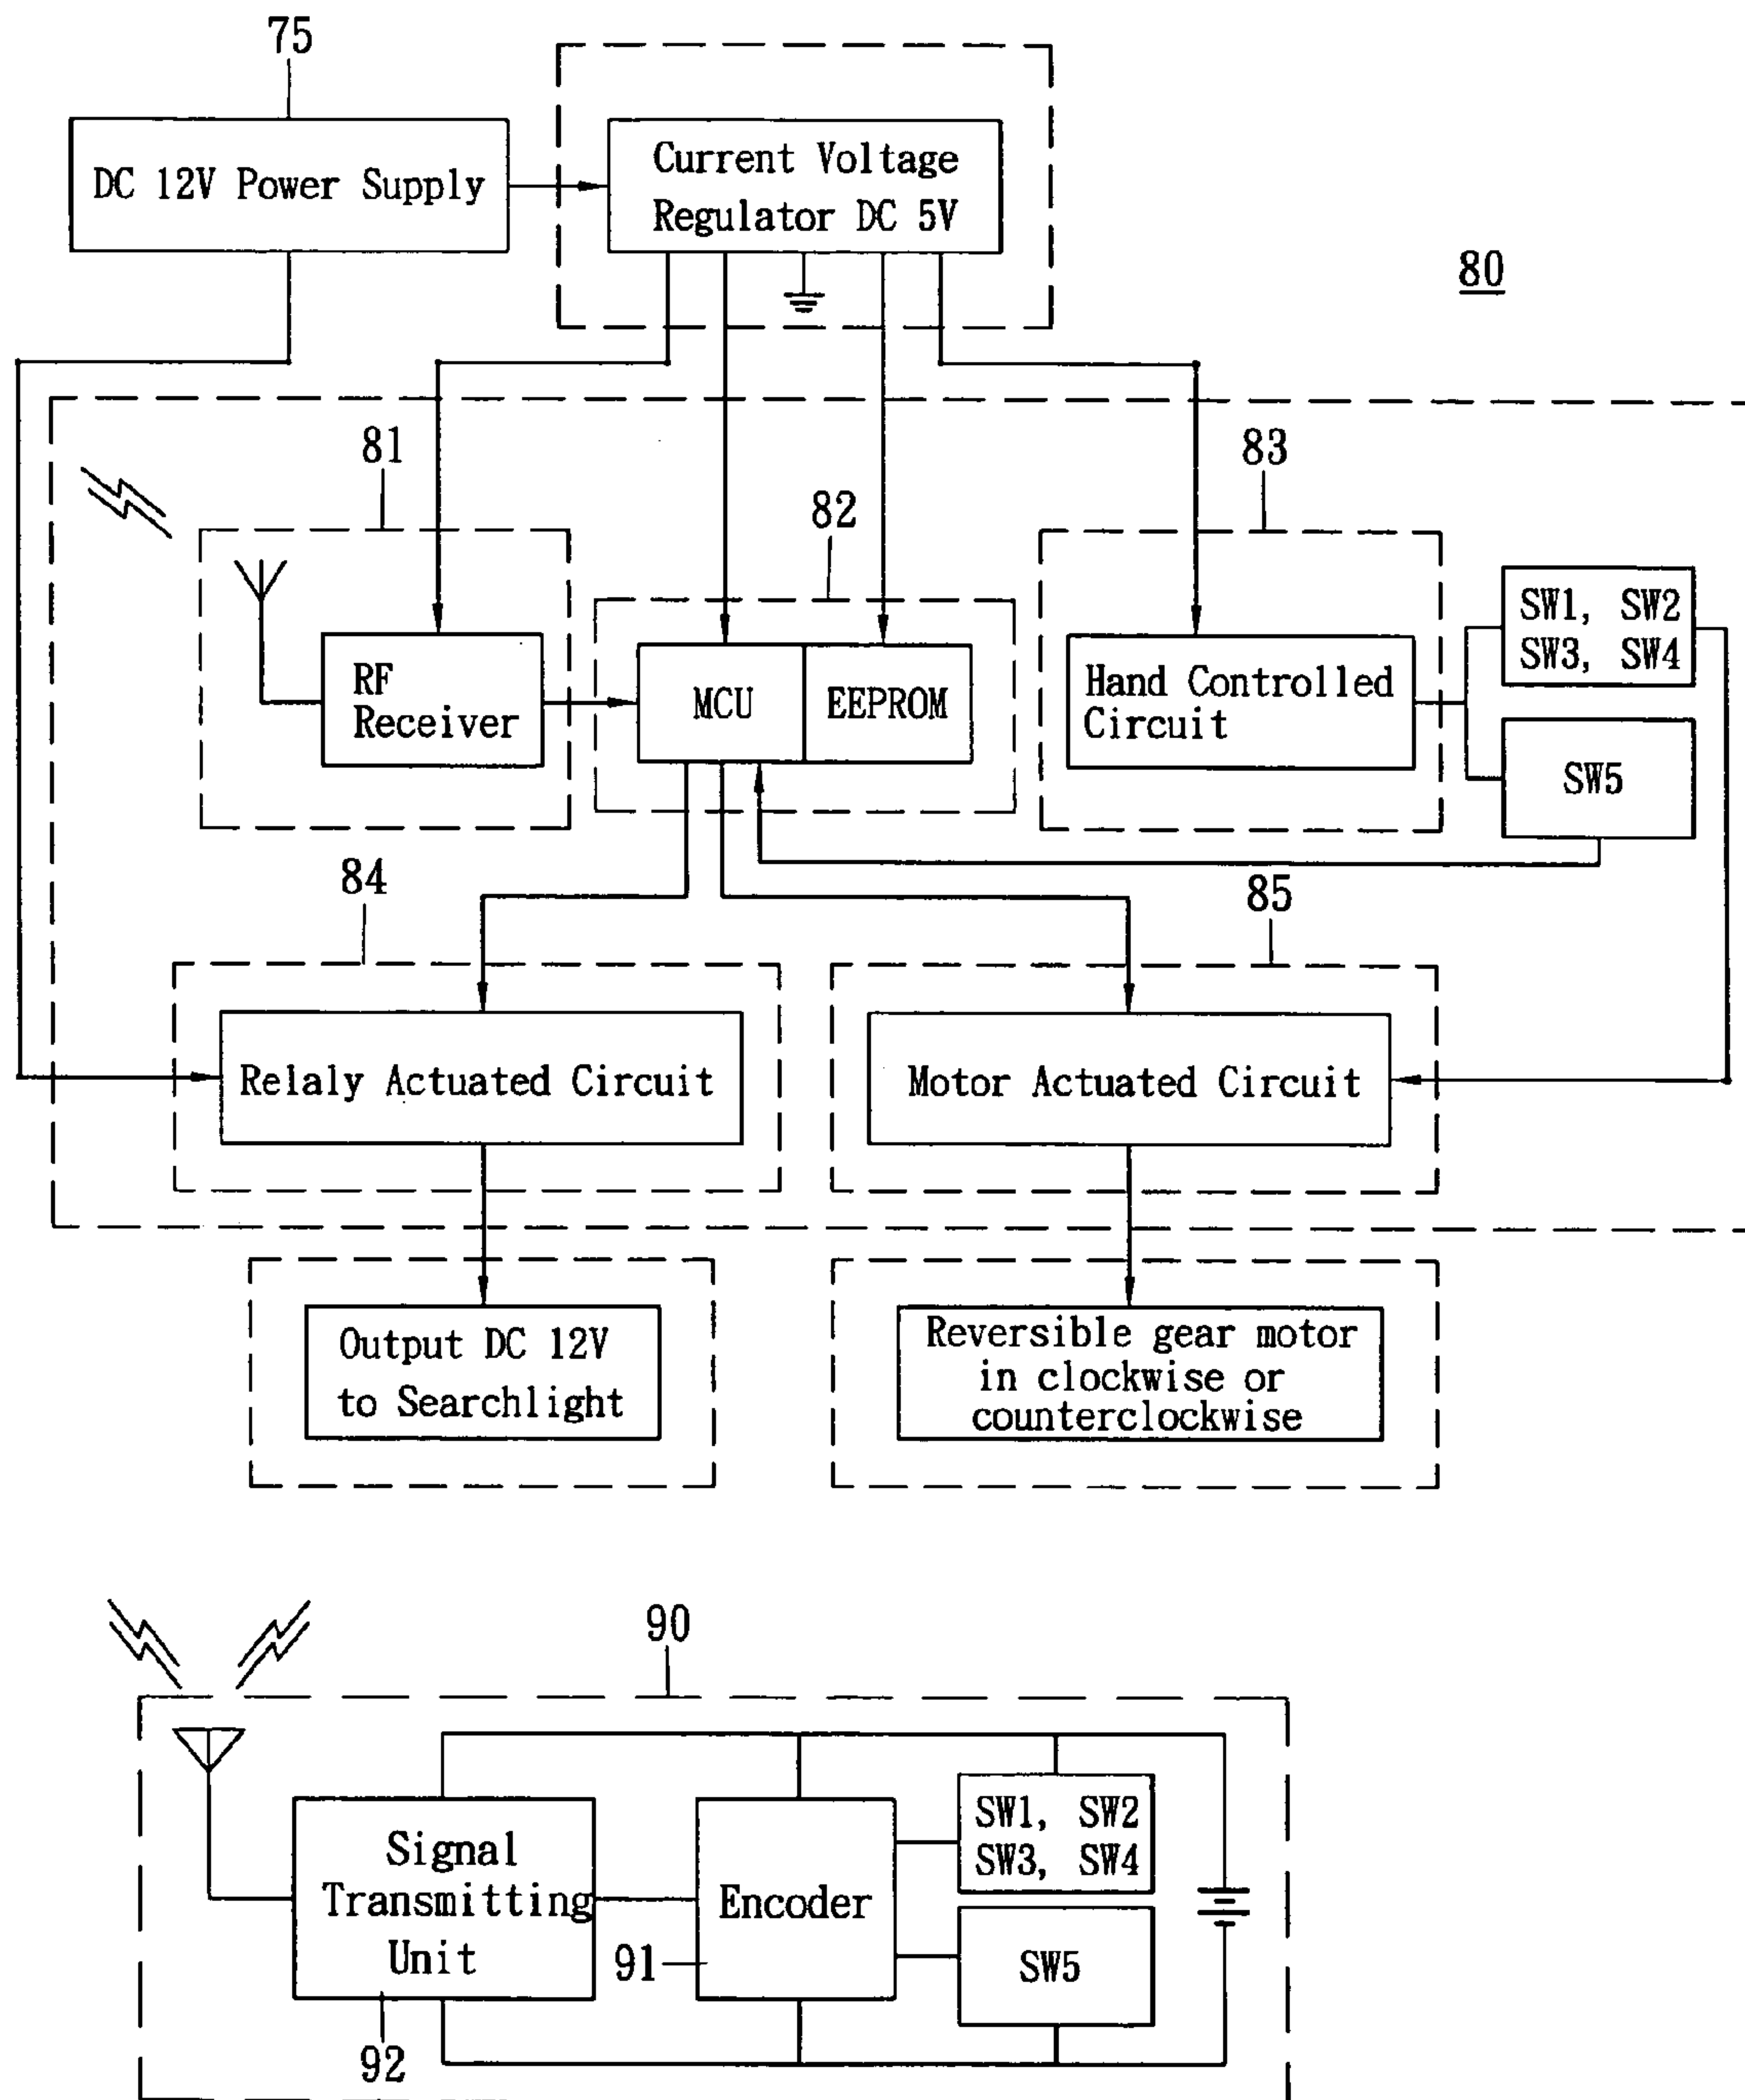 75
DC 12V Power Supply
Current Voltage
Regulator DC 5V
80
81
82
83
RF
Receiver
MCU
EEPROM
Hand Controlled
Circuit
SW1, SW2
SW3, SW4
SW5
84
85
Relaly Actuated Circuit
Motor Actuated Circuit
Output DC 12V
to Searchlight
Reversible gear motor
in clockwise or
counterclockwise
90
Signal
Transmitting
Unit
92
Encoder
91
SW1, SW2
SW3, SW4
SW5